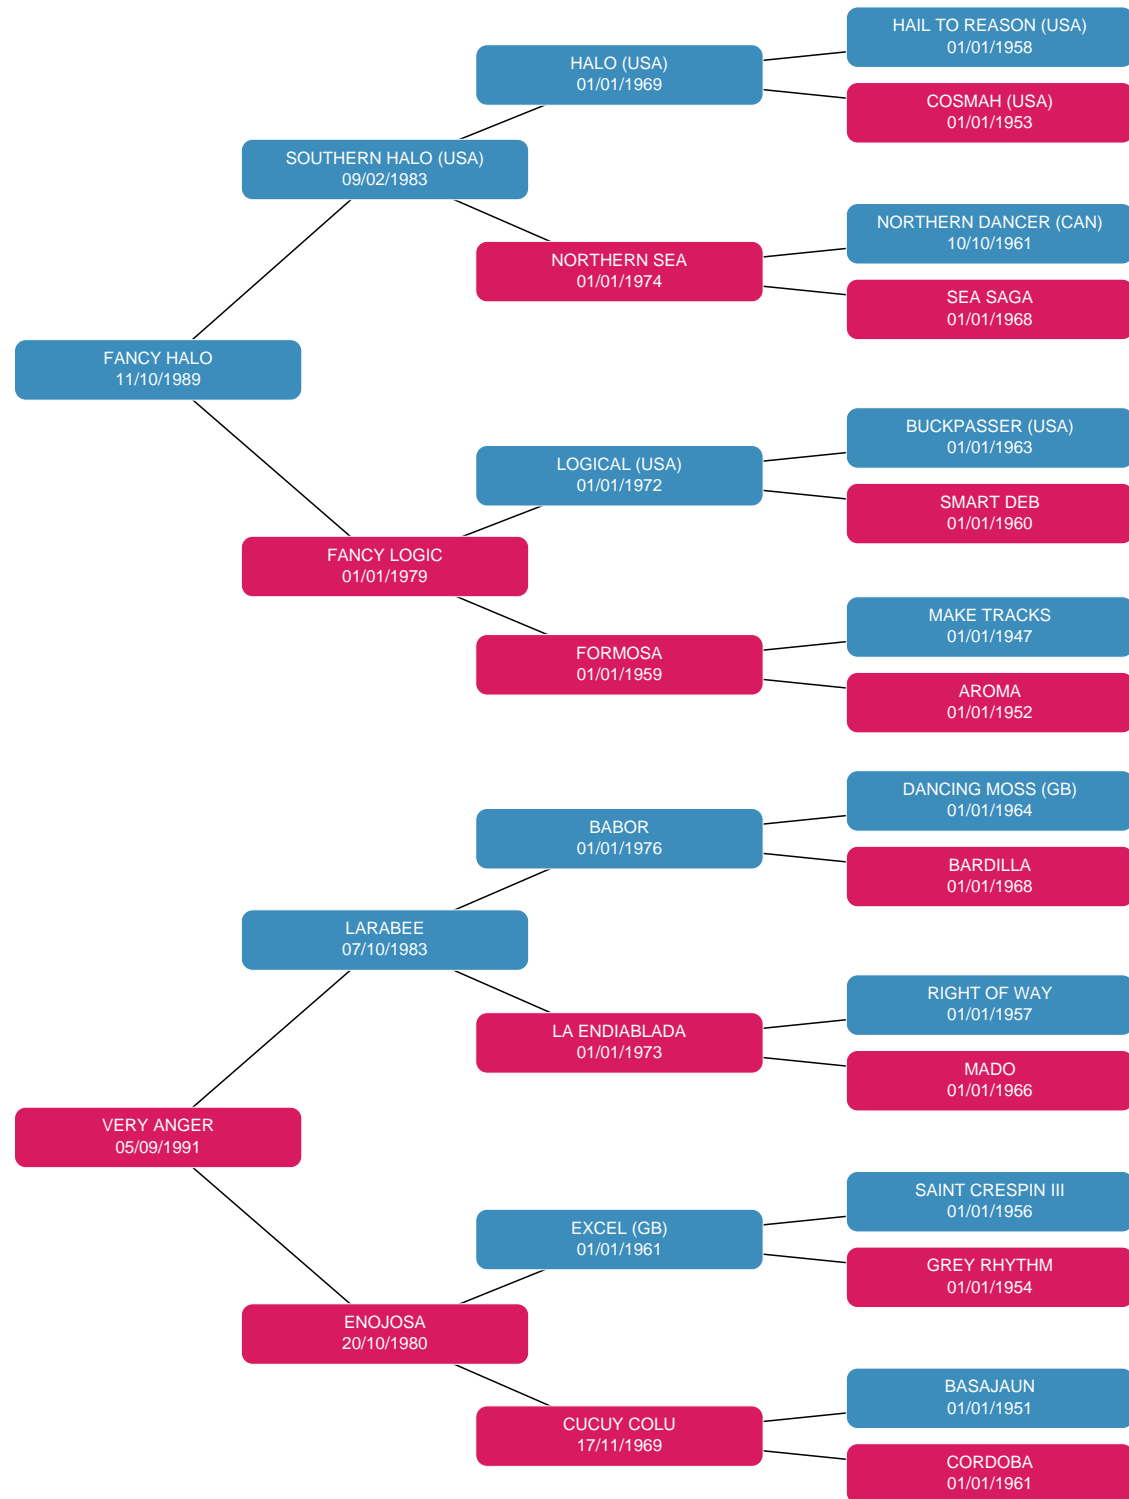 HAIL TO REASON (USA)
01/01/1958
HALO (USA)
01/01/1969
COSMAH (USA)
01/01/1953
SOUTHERN HALO (USA)
09/02/1983
NORTHERN DANCER (CAN)
10/10/1961
NORTHERN SEA
01/01/1974
SEA SAGA
01/01/1968
FANCY HALO
11/10/1989
BUCKPASSER (USA)
01/01/1963
LOGICAL (USA)
01/01/1972
SMART DEB
01/01/1960
FANCY LOGIC
01/01/1979
MAKE TRACKS
01/01/1947
FORMOSA
01/01/1959
AROMA
01/01/1952
DANCING MOSS (GB)
01/01/1964
BABOR
01/01/1976
BARDILLA
01/01/1968
LARABEE
07/10/1983
RIGHT OF WAY
01/01/1957
LA ENDIABLADA
01/01/1973
MADO
01/01/1966
VERY ANGER
05/09/1991
SAINT CRESPIN III
01/01/1956
EXCEL (GB)
01/01/1961
GREY RHYTHM
01/01/1954
ENOJOSA
20/10/1980
BASAJAUN
01/01/1951
CUCUY COLU
17/11/1969
CORDOBA
01/01/1961